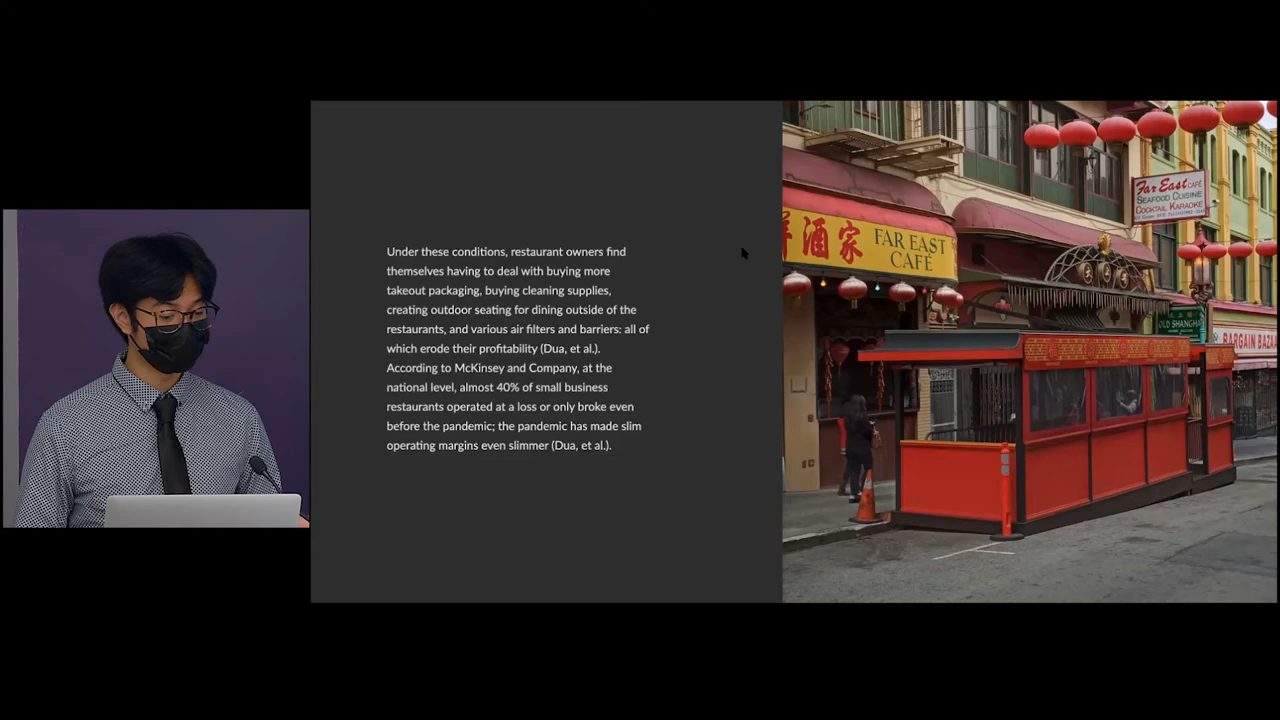 Under these conditions, restaurant owners find
themselves having to deal with buying more
takeout packaging, buying cleaning supplies,
creating outdoor seating for dining outside of the
restaurants, and various air filters and barriers: all of
which erode their profitability (Dua, et al.).
According to McKinsey and Company, at the
national level, almost 40% of small business
restaurants operated at a loss or only broke even
before the pandemic; the pandemic has made slim
operating margins even slimmer (Dua, et al.).
酒家
FAR EAST
CAFÉ
Far East CAFÉ
SEAFOOD CUISINE
COCKTAIL KARAOKE
OLD SHANGHAI
BARGAIN BAZA